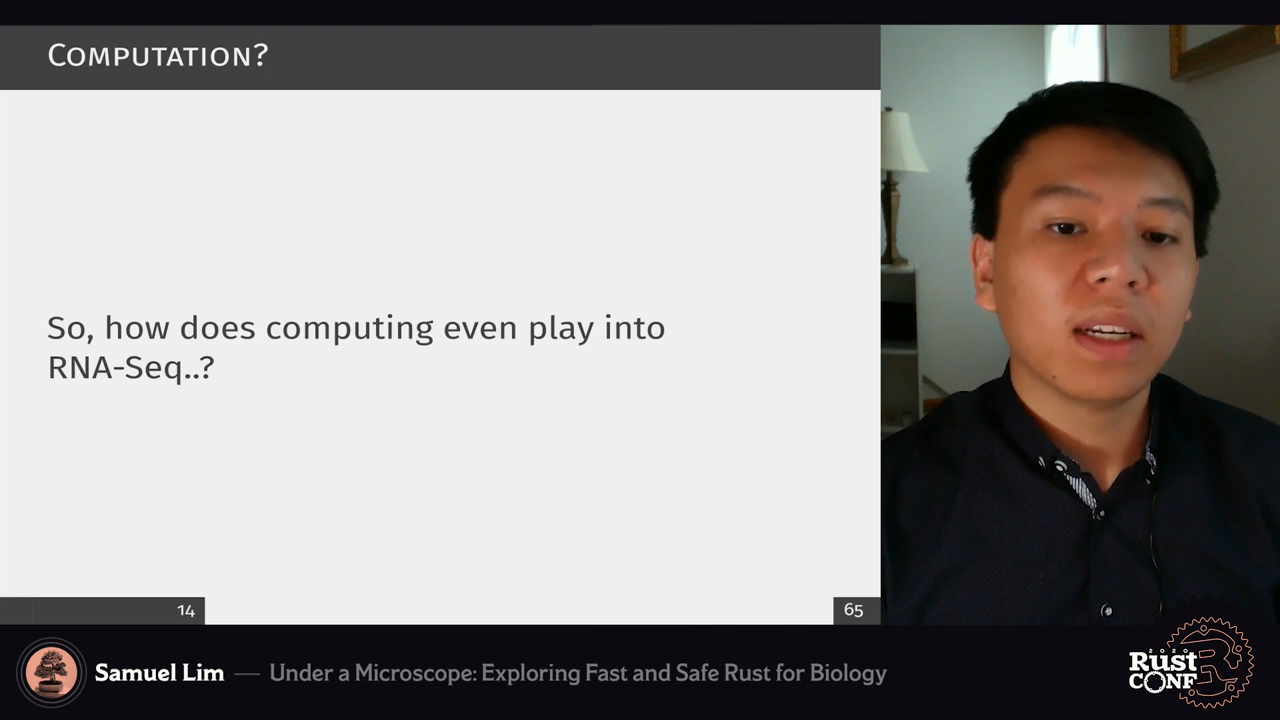 Computation?
So, how does computing even play into
RNA-Seq..?
14
65
Samuel Lim — Under a Microscope: Exploring Fast and Safe Rust for Biology
2020
Rust
CONF
R